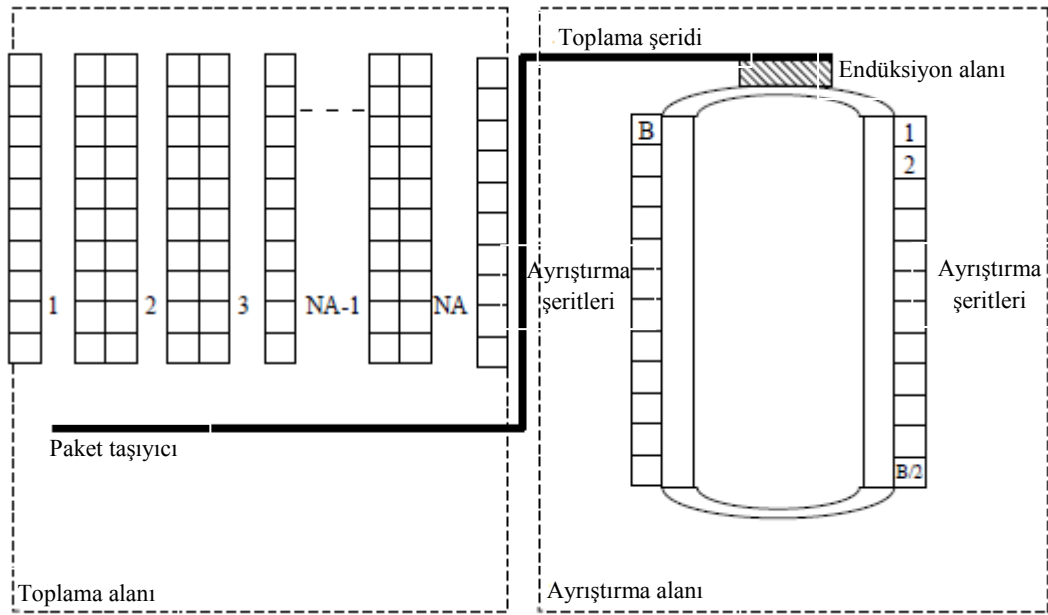 Toplama şeridi
Endüksiyon alanı
B
1
2
Ayrıştırma
şeritleri
Ayrıştırma
şeritleri
1
2
3
NA-1
NA
Paket taşıyıcı
B/2
Toplama alanı
Ayrıştırma alanı